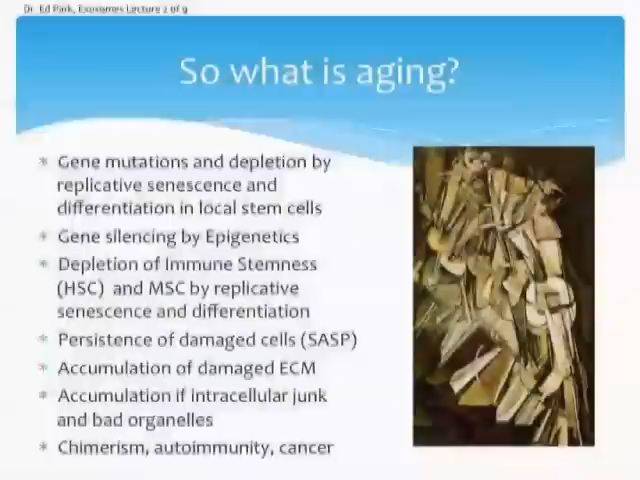 Dr. Ed Park, Exosomes Lecture 2 of 9
So what is aging?
* Gene mutations and depletion by
replicative senescence and
differentiation in local stem cells
* Gene silencing by Epigenetics
* Depletion of Immune Stemness
(HSC) and MSC by replicative
senescence and differentiation
* Persistence of damaged cells (SASP)
* Accumulation of damaged ECM
* Accumulation if intracellular junk
and bad organelles
* Chimerism, autoimmunity, cancer